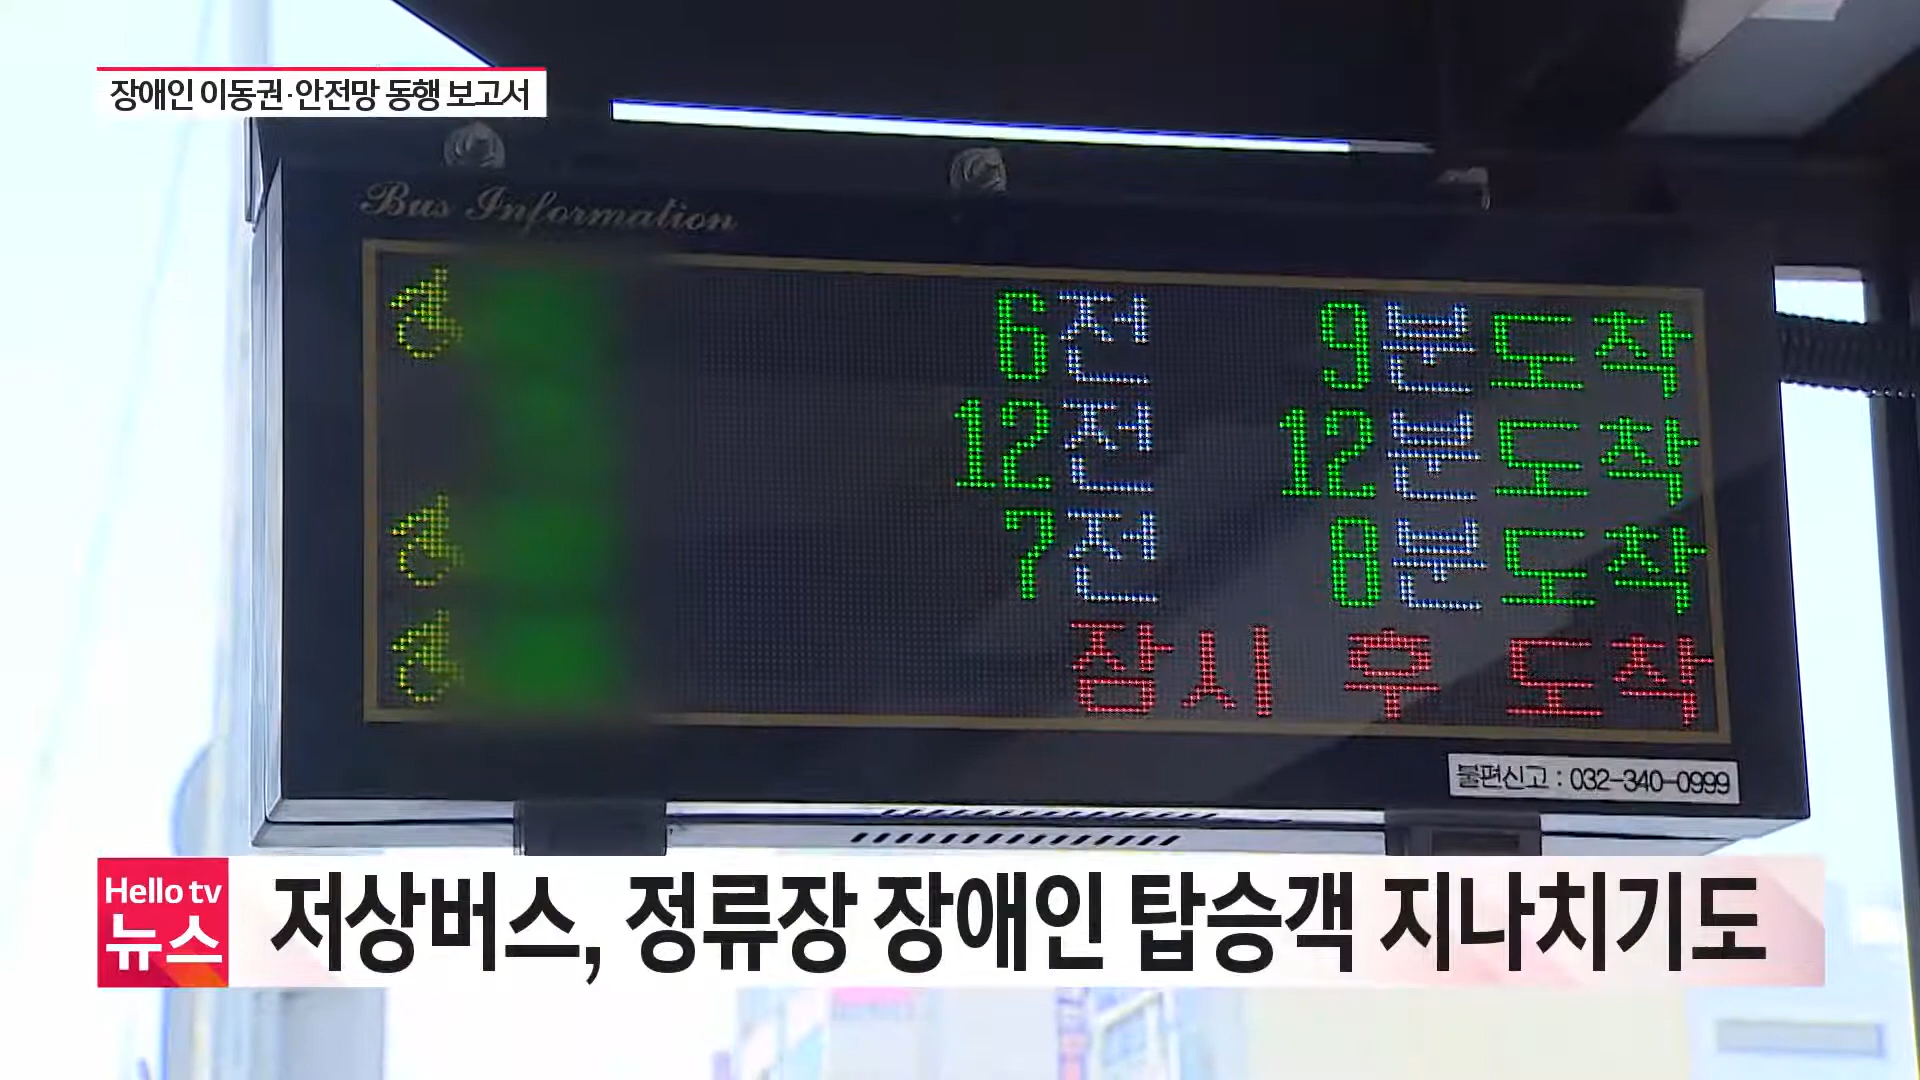 장애인 이동권·안전망 동행 보고서
Bus Information
6전 9분 도착
12전 12분 도착
7전 8분 도착
잠시 후 도착
불편신고 : 032-340-0999
Hello tv
뉴스
저상버스, 정류장 장애인 탑승객 지나치기도